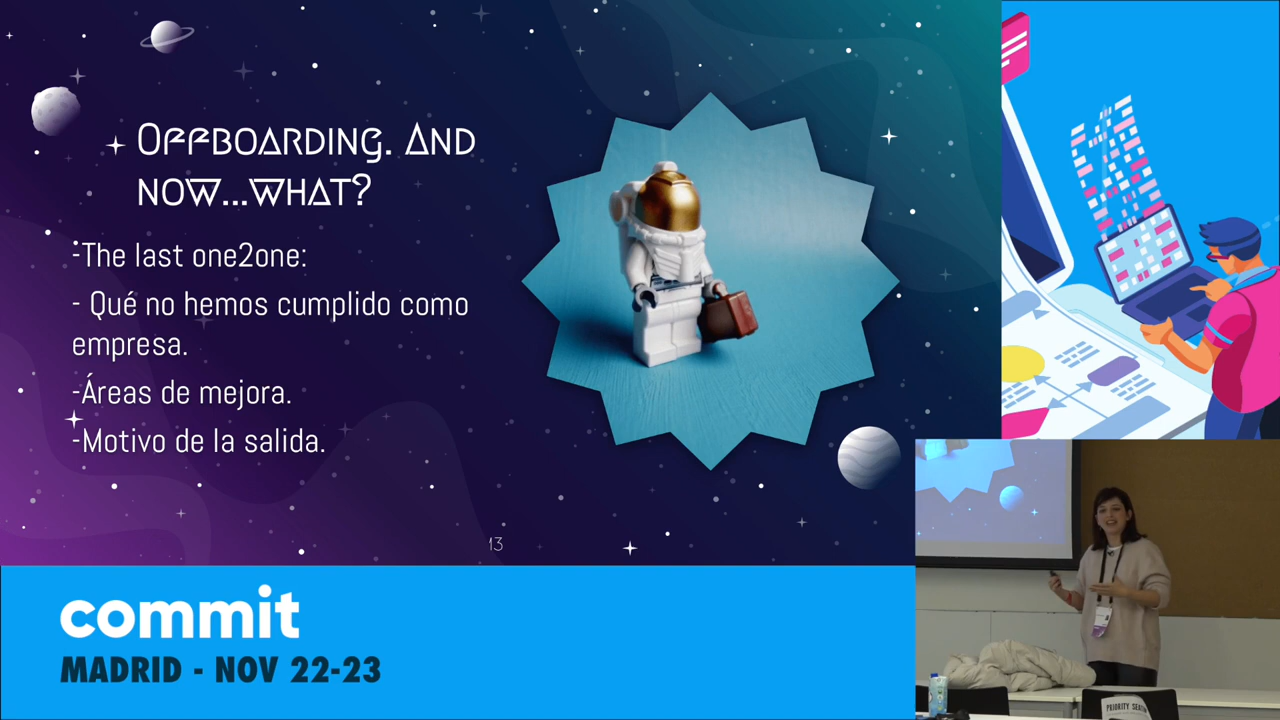 Offboarding. And
now...what?
-The last one2one:
- Qué no hemos cumplido como
empresa.
-Áreas de mejora.
-Motivo de la salida.
13
commit
MADRID - NOV 22-23
PRIORITY